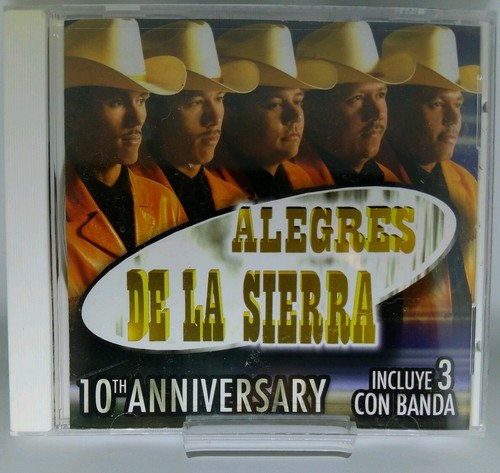 ALEGRES
DE LA SIERRA
10TH ANNIVERSARY
INCLUYE 3
CON BANDA